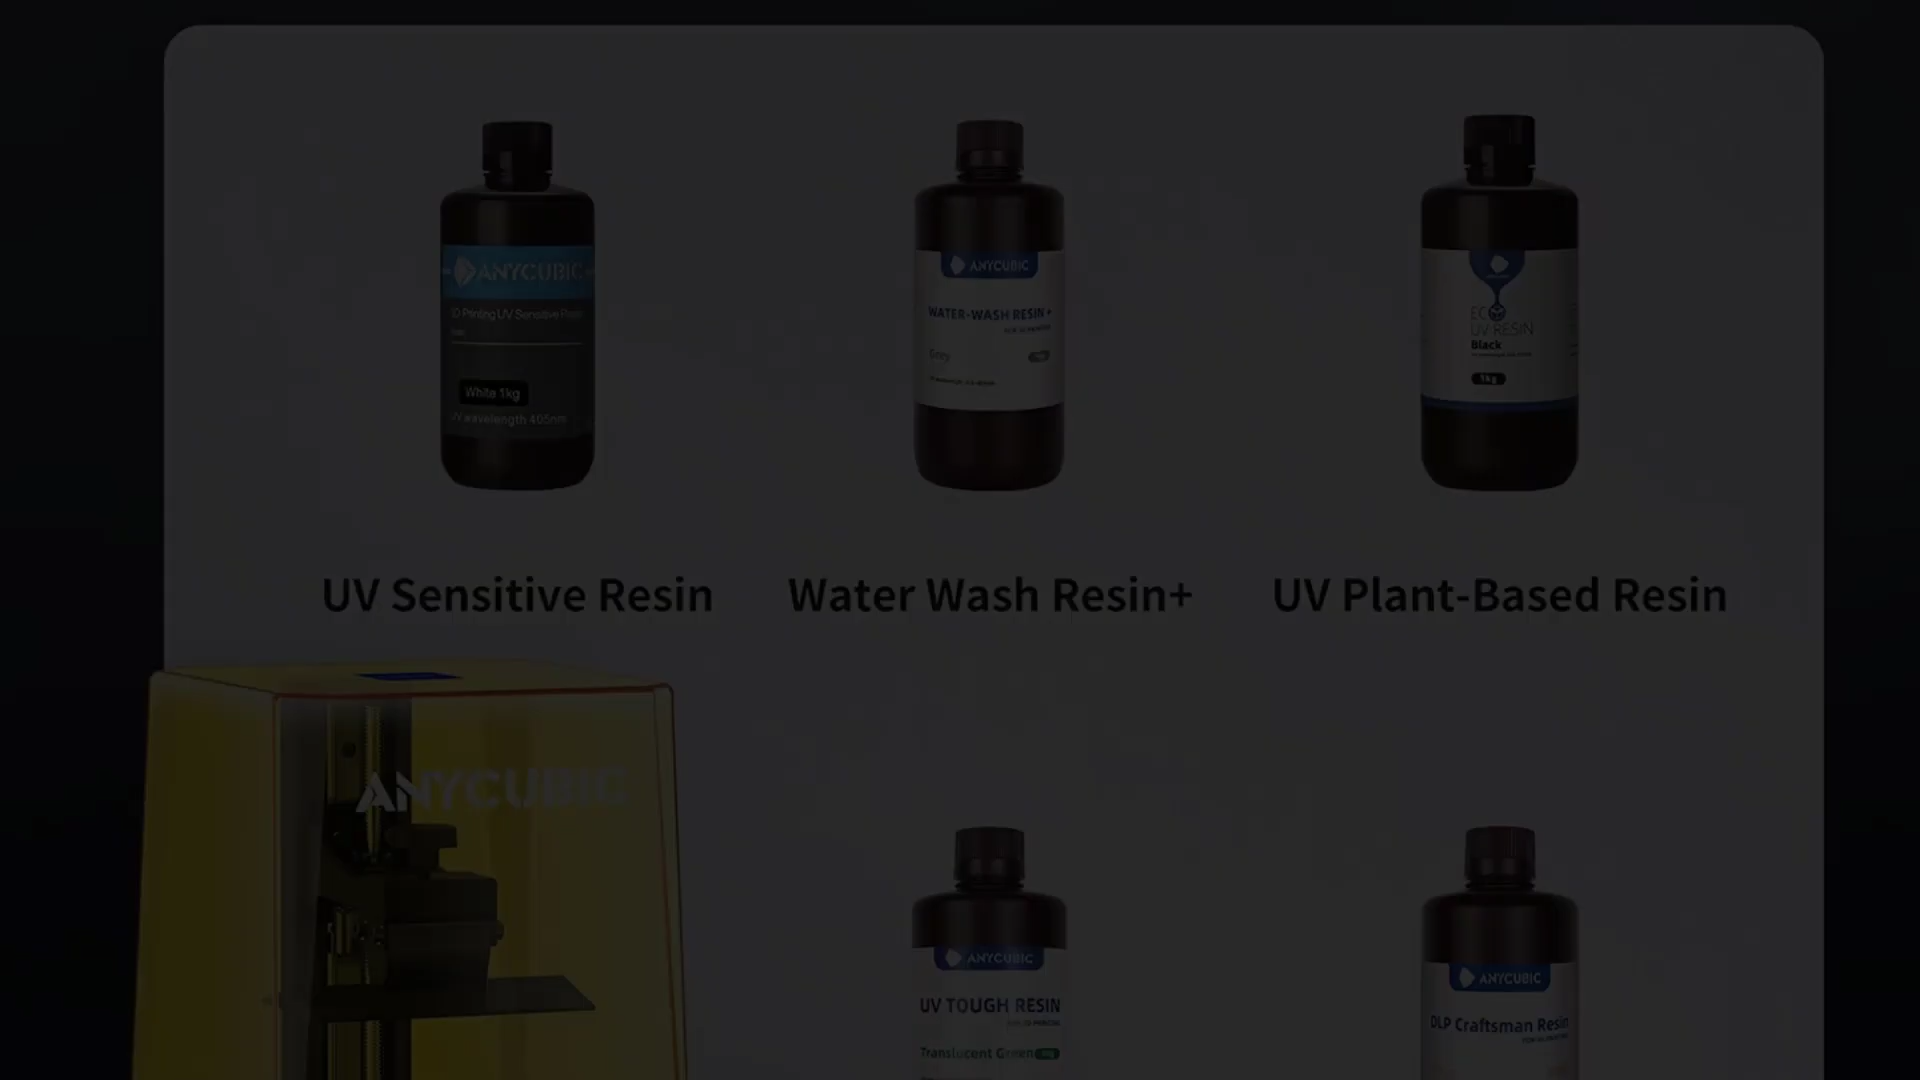 ANYCUBIC
3D Printing UV Sensitive Resin
White 1kg
UV wavelength 405nm
ANYCUBIC
WATER-WASH RESIN+
Grey
ECO
UV RESIN
Black
1kg
UV Sensitive Resin
Water Wash Resin+
UV Plant-Based Resin
ANYCUBIC
ANYCUBIC
UV TOUGH RESIN
Translucent Green
ANYCUBIC
DLP Craftsman Resin